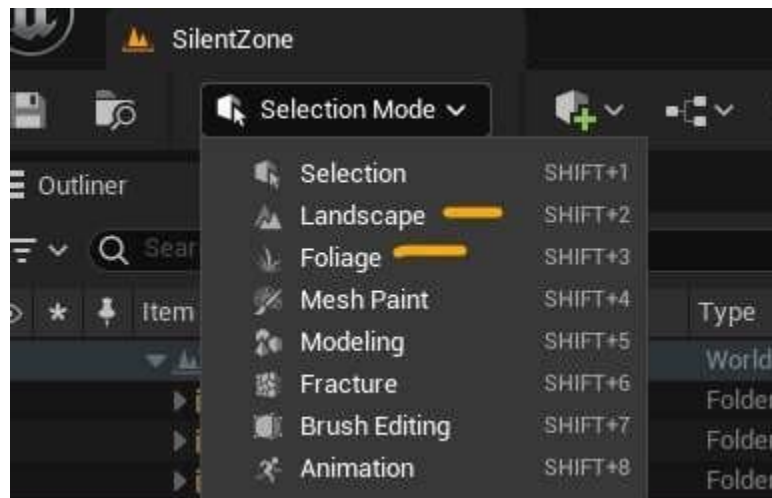 SilentZone
Selection Mode
Outliner
Selection SHIFT+1
Landscape SHIFT+2
Foliage SHIFT+3
Mesh Paint SHIFT+4
Modeling SHIFT+5
Fracture SHIFT+6
Brush Editing SHIFT+7
Animation SHIFT+8
Sear
Item
Type
World
Folder
Folder
Folder